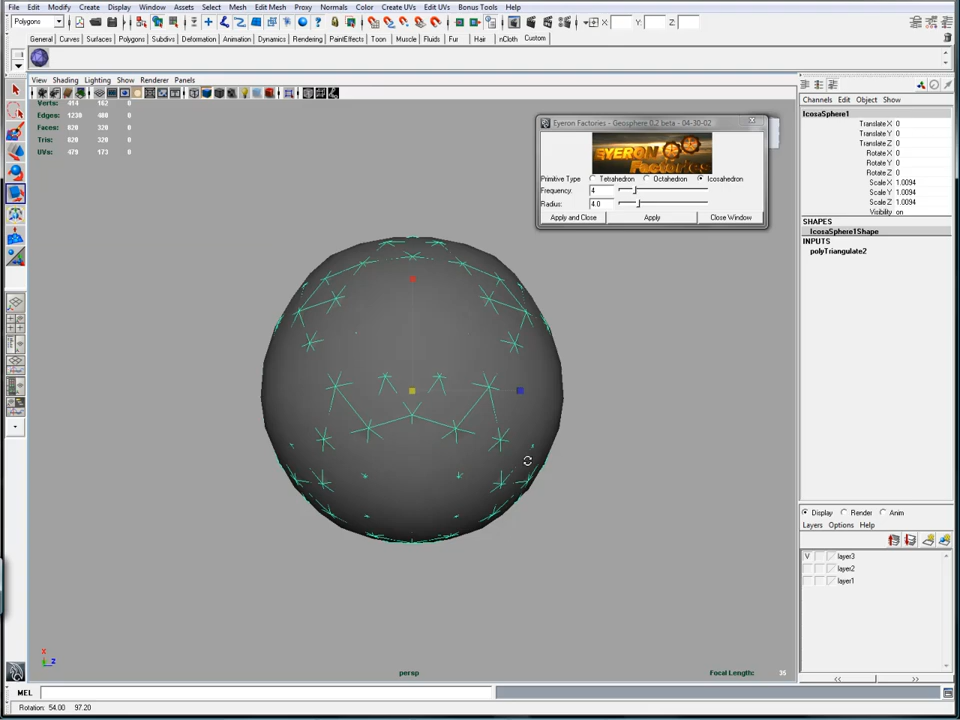 File Edit Modify Create Display Window Assets Select Mesh Edit Mesh Proxy Normals Color Create UVs Edit UVs Bonus Tools Help
Polygons X: Y: Z:
General Curves Surfaces Polygons Subdivs Deformation Animation Dynamics Rendering PaintEffects Toon Muscle Fluids Fur Hair nCloth Custom
View Shading Lighting Show Renderer Panels
Verts: 414 162 0
Edges: 1230 480 0
Faces: 820 320 0
Tris: 820 320 0
UVs: 479 173 0
Eyeron Factories - Geosphere 0.2 beta - 04-30-02
EYERON
Factories
Primitive Type Tetrahedron Octahedron Icosahedron
Frequency: 4
Radius: 4.0
Apply and Close Apply Close Window
Channels Edit Object Show
IcosaSphere1
Translate X 0
Translate Y 0
Translate Z 0
Rotate X 0
Rotate Y 0
Rotate Z 0
Scale X 1.0094
Scale Y 1.0094
Scale Z 1.0094
Visibility on
SHAPES
IcosaSphere1Shape
INPUTS
polyTriangulate2
Display Render Anim
Layers Options Help
V layer3
layer2
layer1
x
z
persp
Focal Length: 35
MEL
Rotation: 54.00 97.20